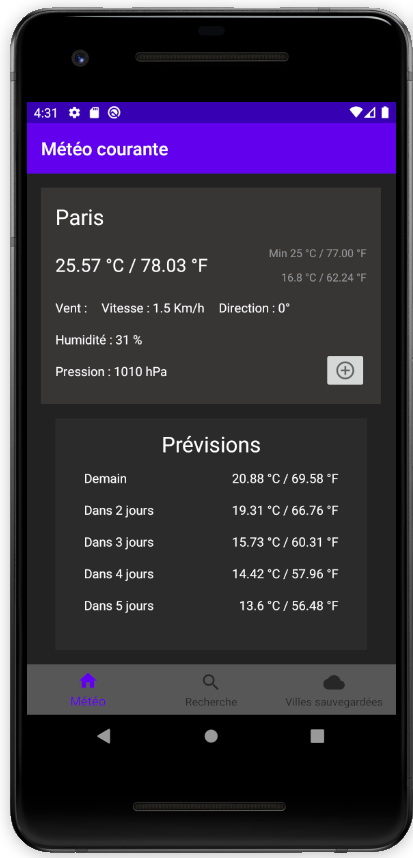 4:31
Météo courante
Paris
25.57 °C / 78.03 °F
Min 25 °C / 77.00 °F
16.8 °C / 62.24 °F
Vent : Vitesse : 1.5 Km/h Direction : 0°
Humidité : 31 %
Pression : 1010 hPa
Prévisions
Demain 20.88 °C / 69.58 °F
Dans 2 jours 19.31 °C / 66.76 °F
Dans 3 jours 15.73 °C / 60.31 °F
Dans 4 jours 14.42 °C / 57.96 °F
Dans 5 jours 13.6 °C / 56.48 °F
Météo Recherche Villes sauvegardées